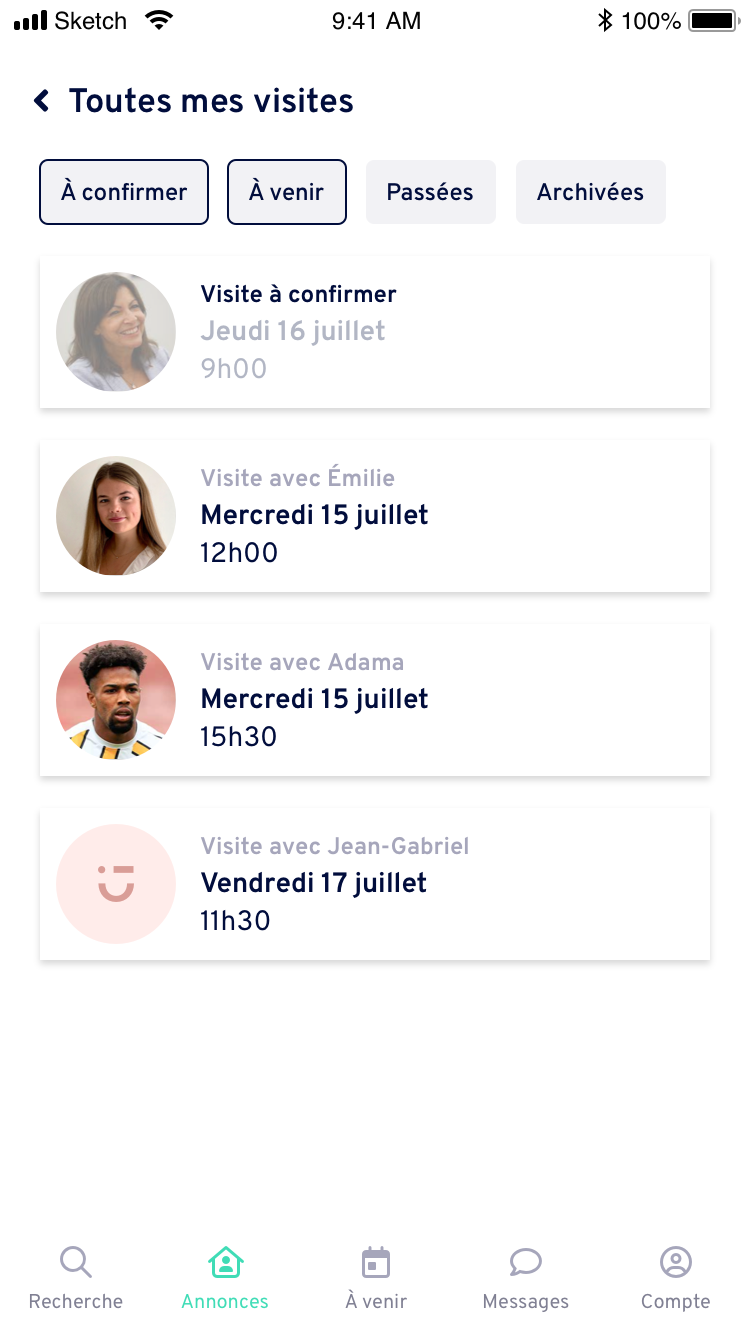 Sketch 9:41 AM 100%
Toutes mes visites
À confirmer À venir Passées Archivées
Visite à confirmer
Jeudi 16 juillet
9h00
Visite avec Émilie
Mercredi 15 juillet
12h00
Visite avec Adama
Mercredi 15 juillet
15h30
Visite avec Jean-Gabriel
Vendredi 17 juillet
11h30
Recherche Annonces À venir Messages Compte